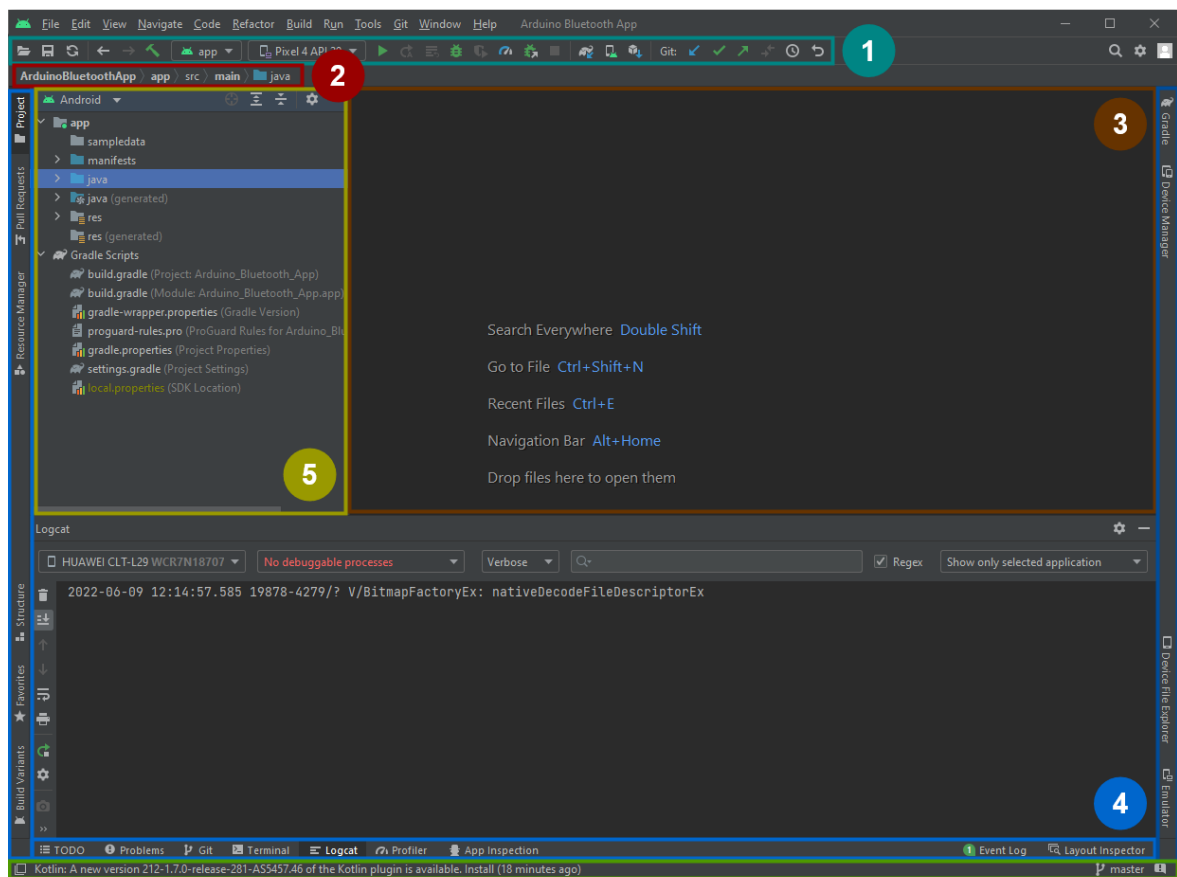 File Edit View Navigate Code Refactor Build Run Tools Git Window Help Arduino Bluetooth App
app Pixel 4 API 29 Git:
1
ArduinoBluetoothApp app src main java
2
Project
Pull Requests
Resource Manager
Structure
Favorites
Build Variants
Android
app
sampledata
manifests
java
java (generated)
res
res (generated)
Gradle Scripts
build.gradle (Project: Arduino_Bluetooth_App)
build.gradle (Module: Arduino_Bluetooth_App.app)
gradle-wrapper.properties (Gradle Version)
proguard-rules.pro (ProGuard Rules for Arduino_Blu
gradle.properties (Project Properties)
settings.gradle (Project Settings)
local.properties (SDK Location)
5
3
Search Everywhere Double Shift
Go to File Ctrl+Shift+N
Recent Files Ctrl+E
Navigation Bar Alt+Home
Drop files here to open them
Gradle
Device Manager
Device File Explorer
Emulator
Logcat
HUAWEI CLT-L29 WCR7N18707 No debuggable processes Verbose Regex Show only selected application
2022-06-09 12:14:57.585 19878-4279/? V/BitmapFactoryEx: nativeDecodeFileDescriptorEx
4
TODO Problems Git Terminal Logcat Profiler App Inspection 1 Event Log Layout Inspector
Kotlin: A new version 212-1.7.0-release-281-AS5457.46 of the Kotlin plugin is available. Install (18 minutes ago) master